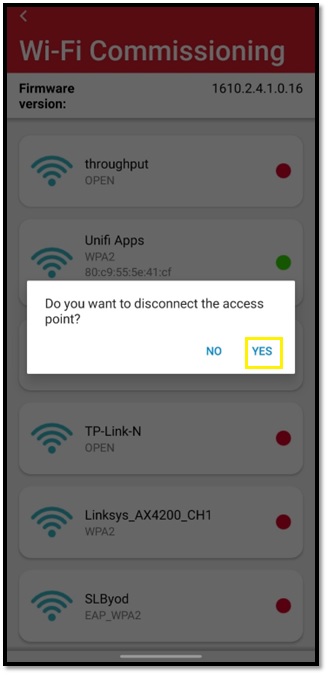 Wi-Fi Commissioning
Firmware
version:
1610.2.4.1.0.16
throughput
OPEN
Unifi Apps
WPA2
80:c9:55:5e:41:cf
Do you want to disconnect the access
point?
NO
YES
TP-Link-N
OPEN
Linksys_AX4200_CH1
WPA2
SLByod
EAP_WPA2